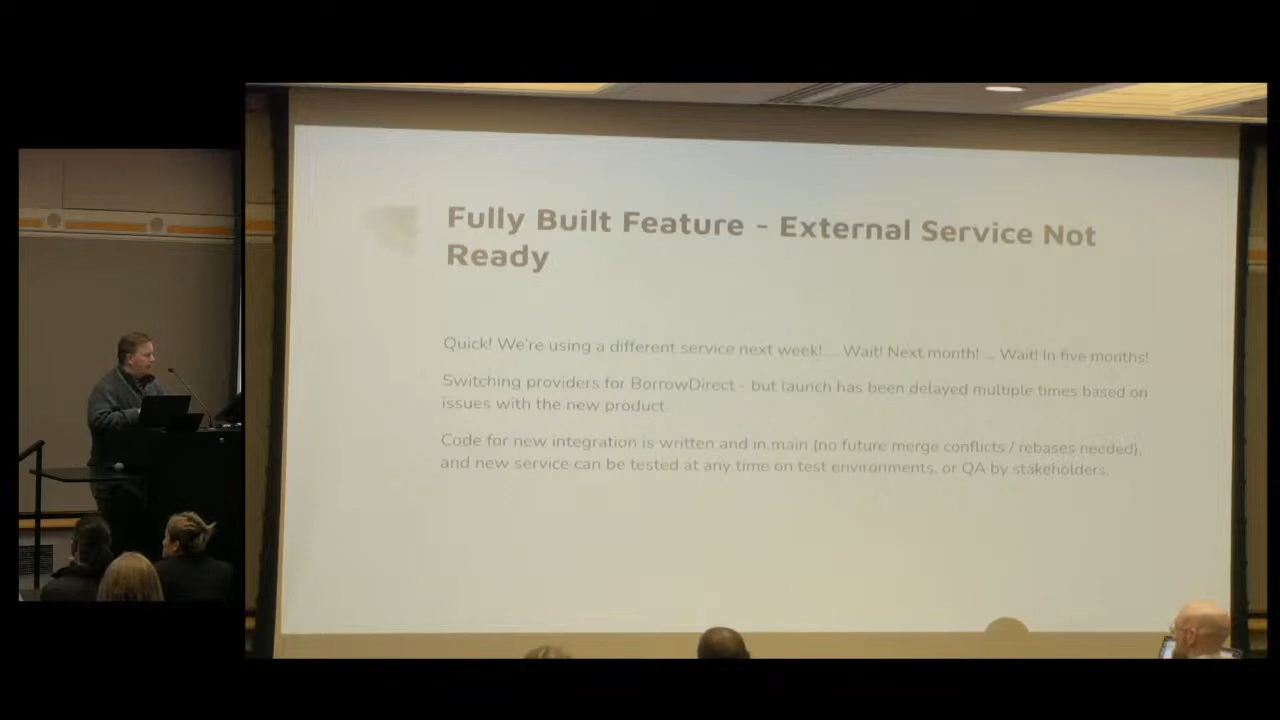 Fully Built Feature - External Service Not
Ready
Quick! We're using a different service next week!... Wait! Next month! ... Wait! In five months!
Switching providers for BorrowDirect - but launch has been delayed multiple times based on
issues with the new product.
Code for new integration is written and in main (no future merge conflicts / rebases needed),
and new service can be tested at any time on test environments, or QA by stakeholders.